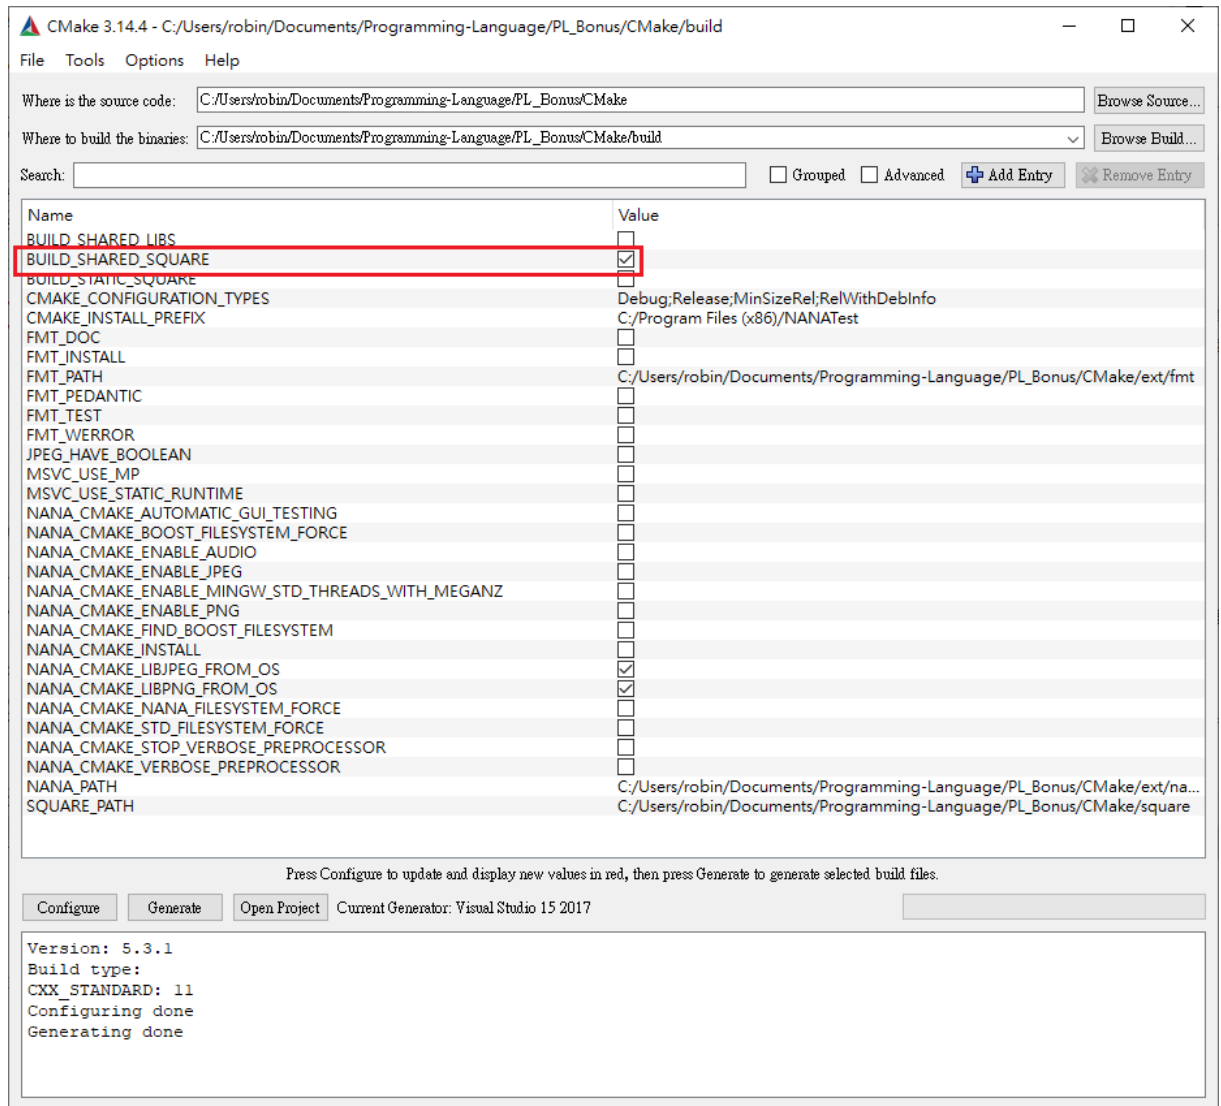 CMake 3.14.4 - C:/Users/robin/Documents/Programming-Language/PL_Bonus/CMake/build
File Tools Options Help
Where is the source code: C:/Users/robin/Documents/Programming-Language/PL_Bonus/CMake Browse Source...
Where to build the binaries: C:/Users/robin/Documents/Programming-Language/PL_Bonus/CMake/build Browse Build...
Search: Grouped Advanced Add Entry Remove Entry
Name Value
BUILD_SHARED_LIBS
BUILD_SHARED_SQUARE
BUILD_STATIC_SQUARE
CMAKE_CONFIGURATION_TYPES Debug;Release;MinSizeRel;RelWithDebInfo
CMAKE_INSTALL_PREFIX C:/Program Files (x86)/NANATest
FMT_DOC
FMT_INSTALL
FMT_PATH C:/Users/robin/Documents/Programming-Language/PL_Bonus/CMake/ext/fmt
FMT_PEDANTIC
FMT_TEST
FMT_WERROR
JPEG_HAVE_BOOLEAN
MSVC_USE_MP
MSVC_USE_STATIC_RUNTIME
NANA_CMAKE_AUTOMATIC_GUI_TESTING
NANA_CMAKE_BOOST_FILESYSTEM_FORCE
NANA_CMAKE_ENABLE_AUDIO
NANA_CMAKE_ENABLE_JPEG
NANA_CMAKE_ENABLE_MINGW_STD_THREADS_WITH_MEGANZ
NANA_CMAKE_ENABLE_PNG
NANA_CMAKE_FIND_BOOST_FILESYSTEM
NANA_CMAKE_INSTALL
NANA_CMAKE_LIBJPEG_FROM_OS
NANA_CMAKE_LIBPNG_FROM_OS
NANA_CMAKE_NANA_FILESYSTEM_FORCE
NANA_CMAKE_STD_FILESYSTEM_FORCE
NANA_CMAKE_STOP_VERBOSE_PREPROCESSOR
NANA_CMAKE_VERBOSE_PREPROCESSOR
NANA_PATH C:/Users/robin/Documents/Programming-Language/PL_Bonus/CMake/ext/na...
SQUARE_PATH C:/Users/robin/Documents/Programming-Language/PL_Bonus/CMake/square
Press Configure to update and display new values in red, then press Generate to generate selected build files.
Configure Generate Open Project Current Generator: Visual Studio 15 2017
Version: 5.3.1
Build type:
CXX_STANDARD: 11
Configuring done
Generating done